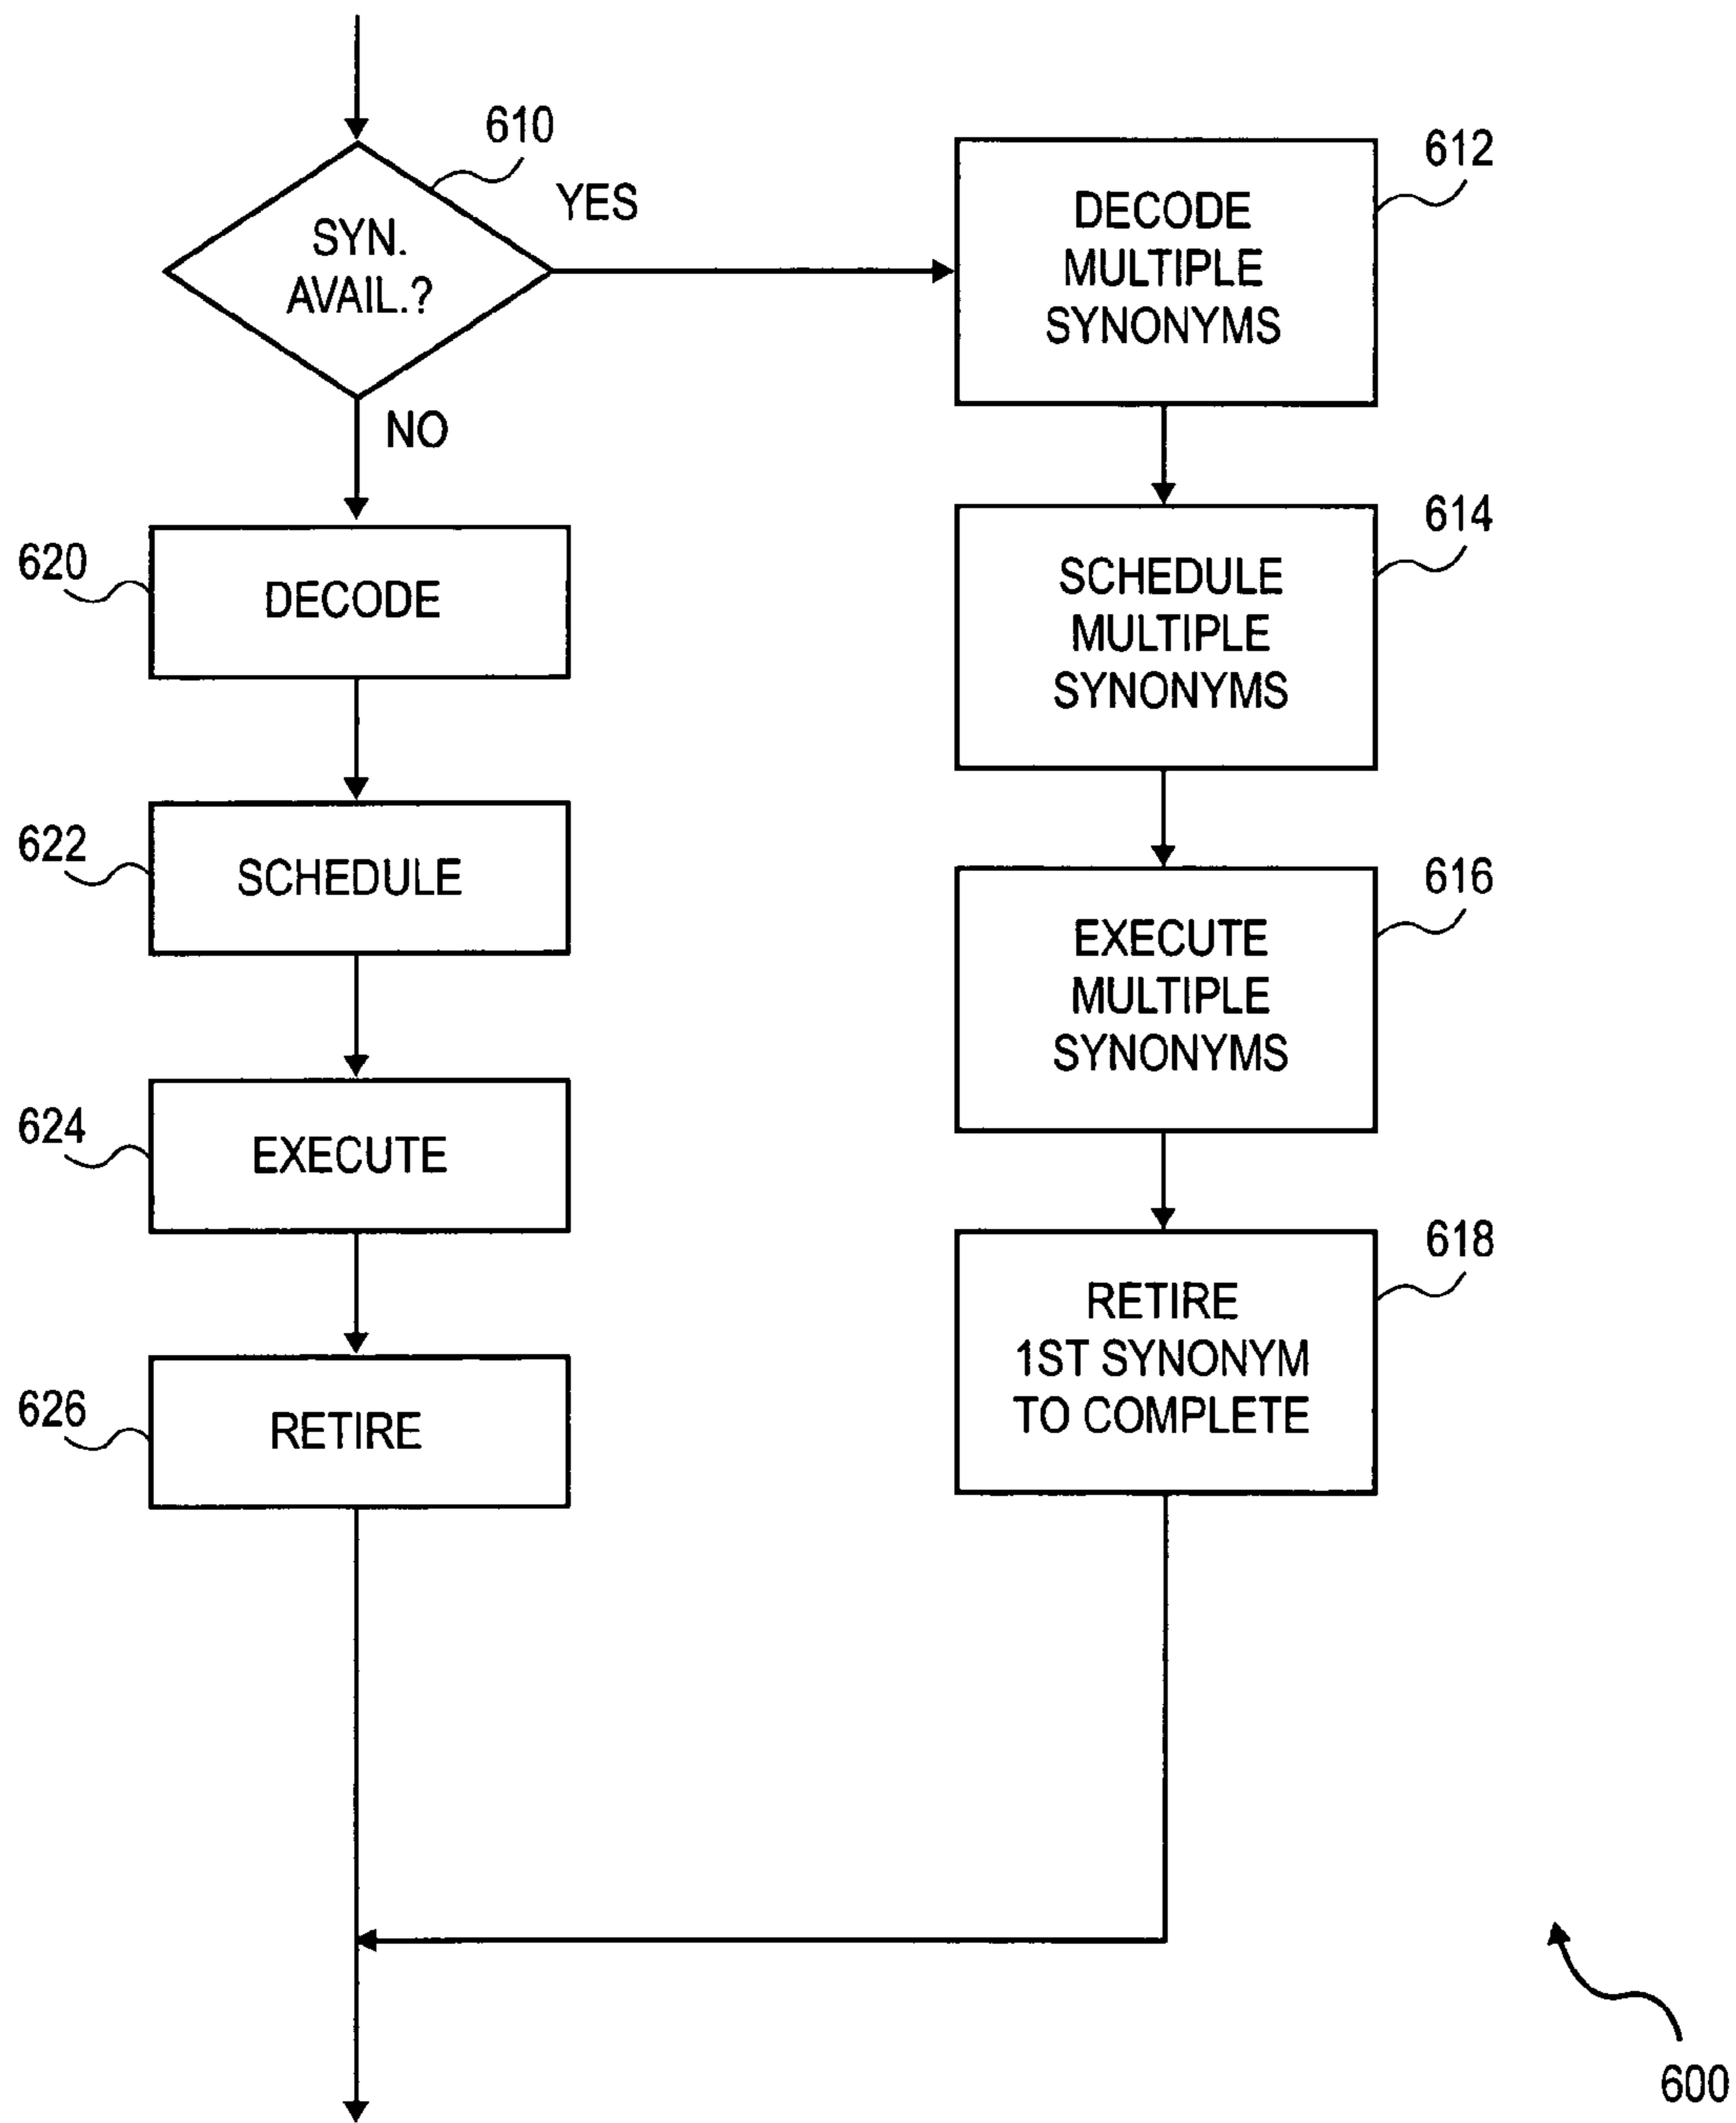 610
SYN.
AVAIL.?
YES
NO
612
DECODE
MULTIPLE
SYNONYMS
614
SCHEDULE
MULTIPLE
SYNONYMS
616
EXECUTE
MULTIPLE
SYNONYMS
618
RETIRE
1ST SYNONYM
TO COMPLETE
620
DECODE
622
SCHEDULE
624
EXECUTE
626
RETIRE
600